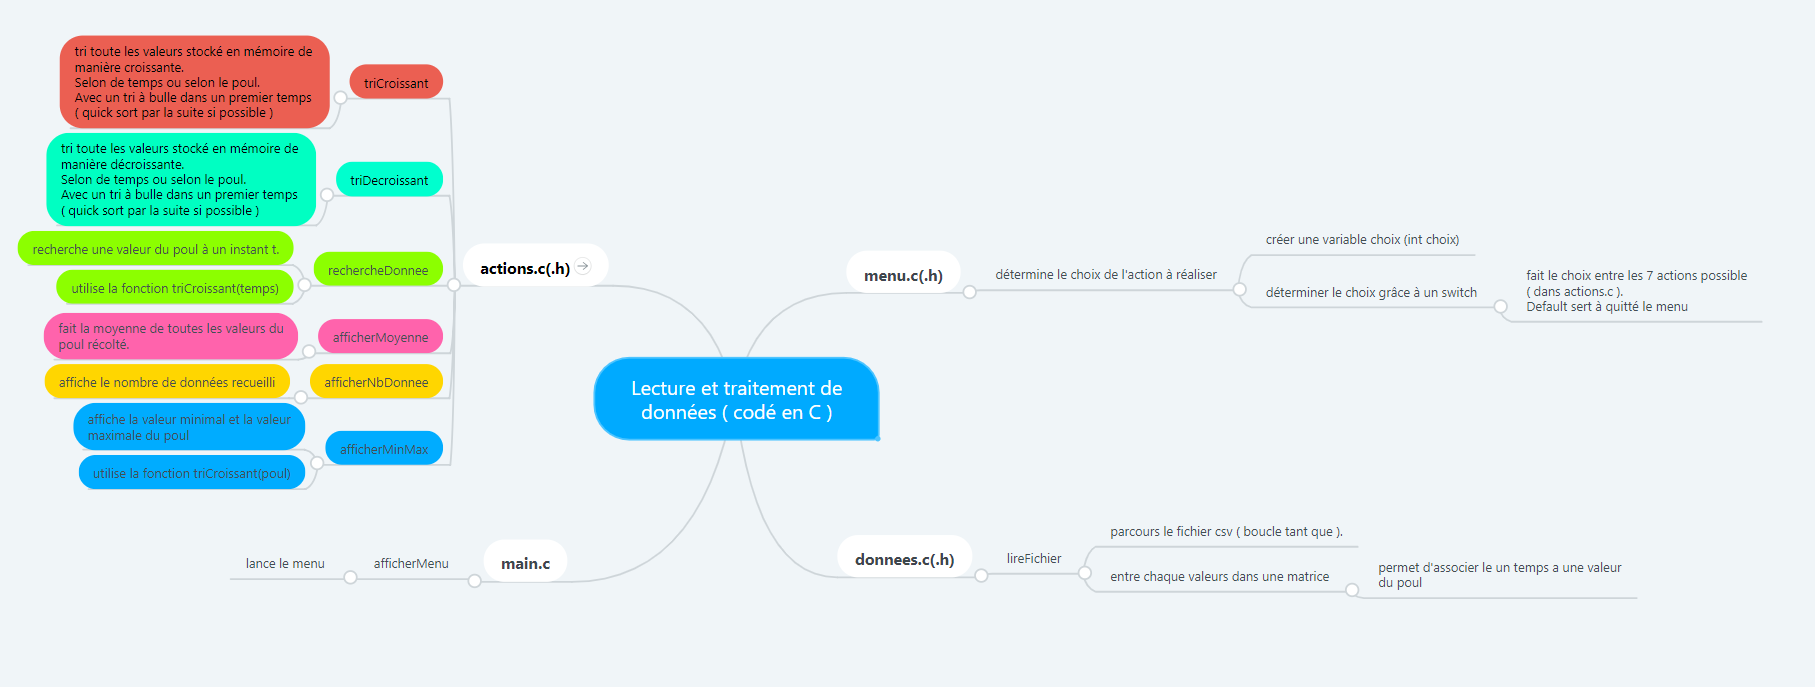 tri toute les valeurs stocké en mémoire de
manière croissante.
Selon de temps ou selon le poul.
Avec un tri à bulle dans un premier temps
( quick sort par la suite si possible )
triCroissant
tri toute les valeurs stocké en mémoire de
manière décroissante.
Selon de temps ou selon le poul.
Avec un tri à bulle dans un premier temps
( quick sort par la suite si possible )
triDecroissant
recherche une valeur du poul à un instant t.
utilise la fonction triCroissant(temps)
rechercheDonnee
fait la moyenne de toutes les valeurs du
poul récolté.
afficherMoyenne
affiche le nombre de données recueilli
afficherNbDonnee
affiche la valeur minimal et la valeur
maximale du poul
utilise la fonction triCroissant(poul)
afficherMinMax
actions.c(.h)
lance le menu
afficherMenu
main.c
Lecture et traitement de
données ( codé en C )
menu.c(.h)
détermine le choix de l'action à réaliser
créer une variable choix (int choix)
déterminer le choix grâce à un switch
fait le choix entre les 7 actions possible
( dans actions.c ).
Default sert à quitté le menu
donnees.c(.h)
lireFichier
parcours le fichier csv ( boucle tant que ).
entre chaque valeurs dans une matrice
permet d'associer le un temps a une valeur
du poul